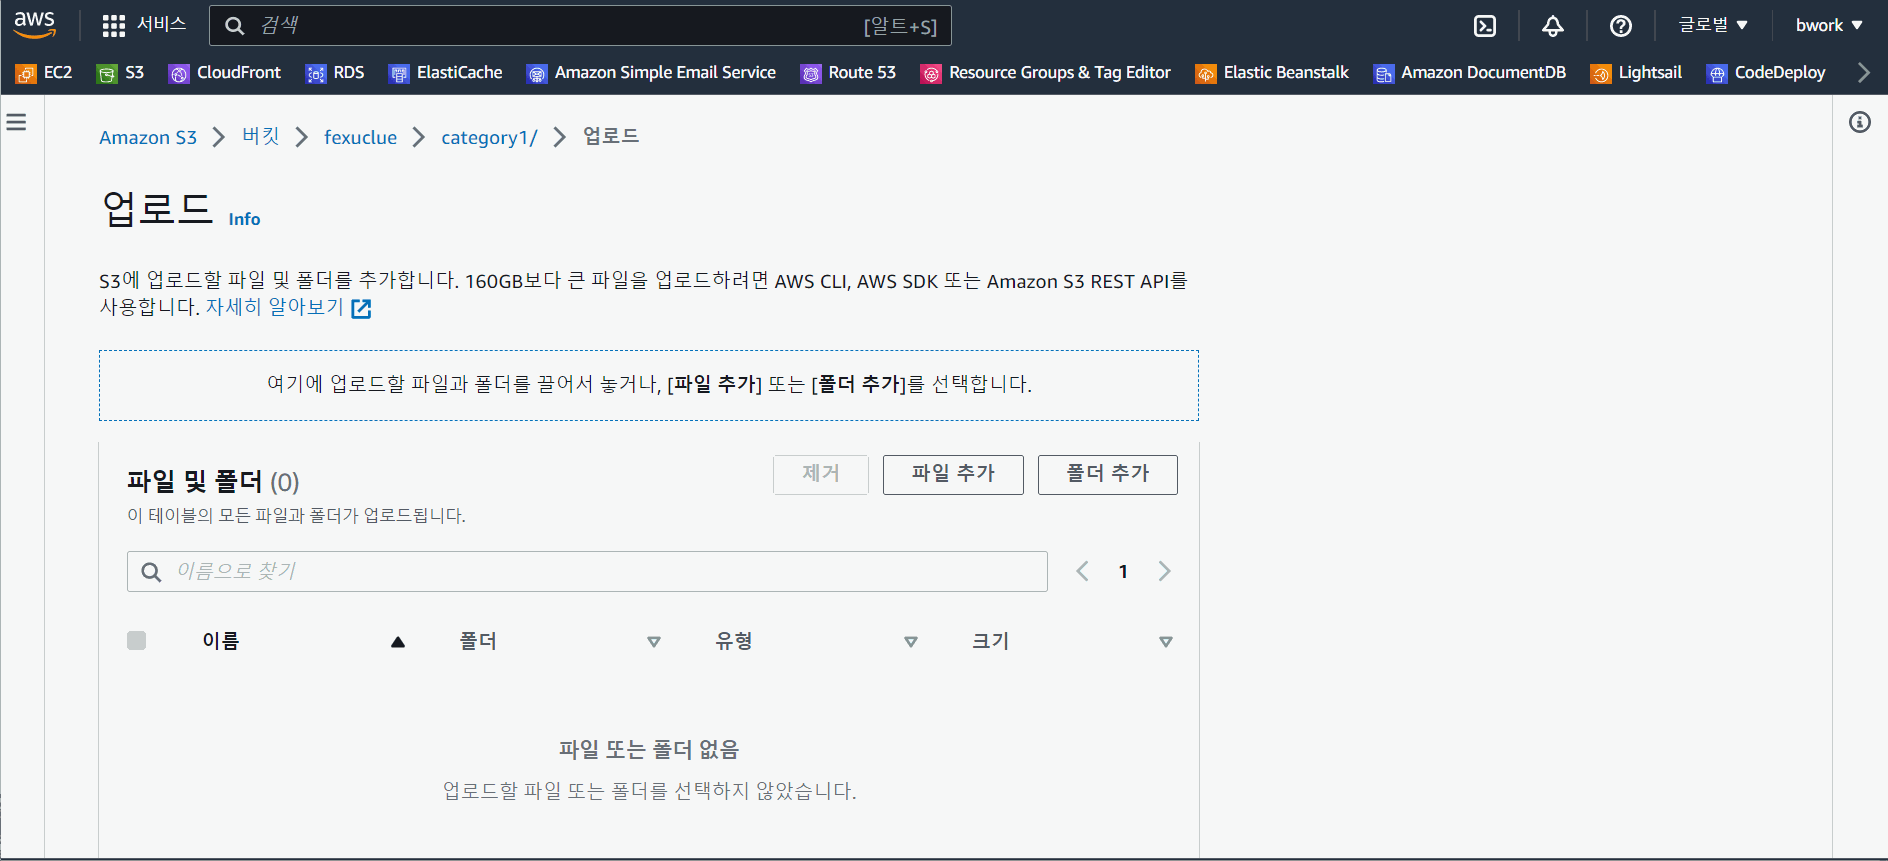 aws 서비스 검색 [알트+S] 글로벌 ▼ bwork ▼
EC2 S3 CloudFront RDS ElastiCache Amazon Simple Email Service Route 53 Resource Groups & Tag Editor Elastic Beanstalk Amazon DocumentDB Lightsail CodeDeploy
Amazon S3 > 버킷 > fexuclue > category1/ > 업로드
업로드 Info
S3에 업로드할 파일 및 폴더를 추가합니다. 160GB보다 큰 파일을 업로드하려면 AWS CLI, AWS SDK 또는 Amazon S3 REST API를
사용합니다. 자세히 알아보기
여기에 업로드할 파일과 폴더를 끌어서 놓거나, [파일 추가] 또는 [폴더 추가]를 선택합니다.
파일 및 폴더 (0) 제거 파일 추가 폴더 추가
이 테이블의 모든 파일과 폴더가 업로드됩니다.
이름으로 찾기 < 1 >
이름 폴더 유형 크기
파일 또는 폴더 없음
업로드할 파일 또는 폴더를 선택하지 않았습니다.